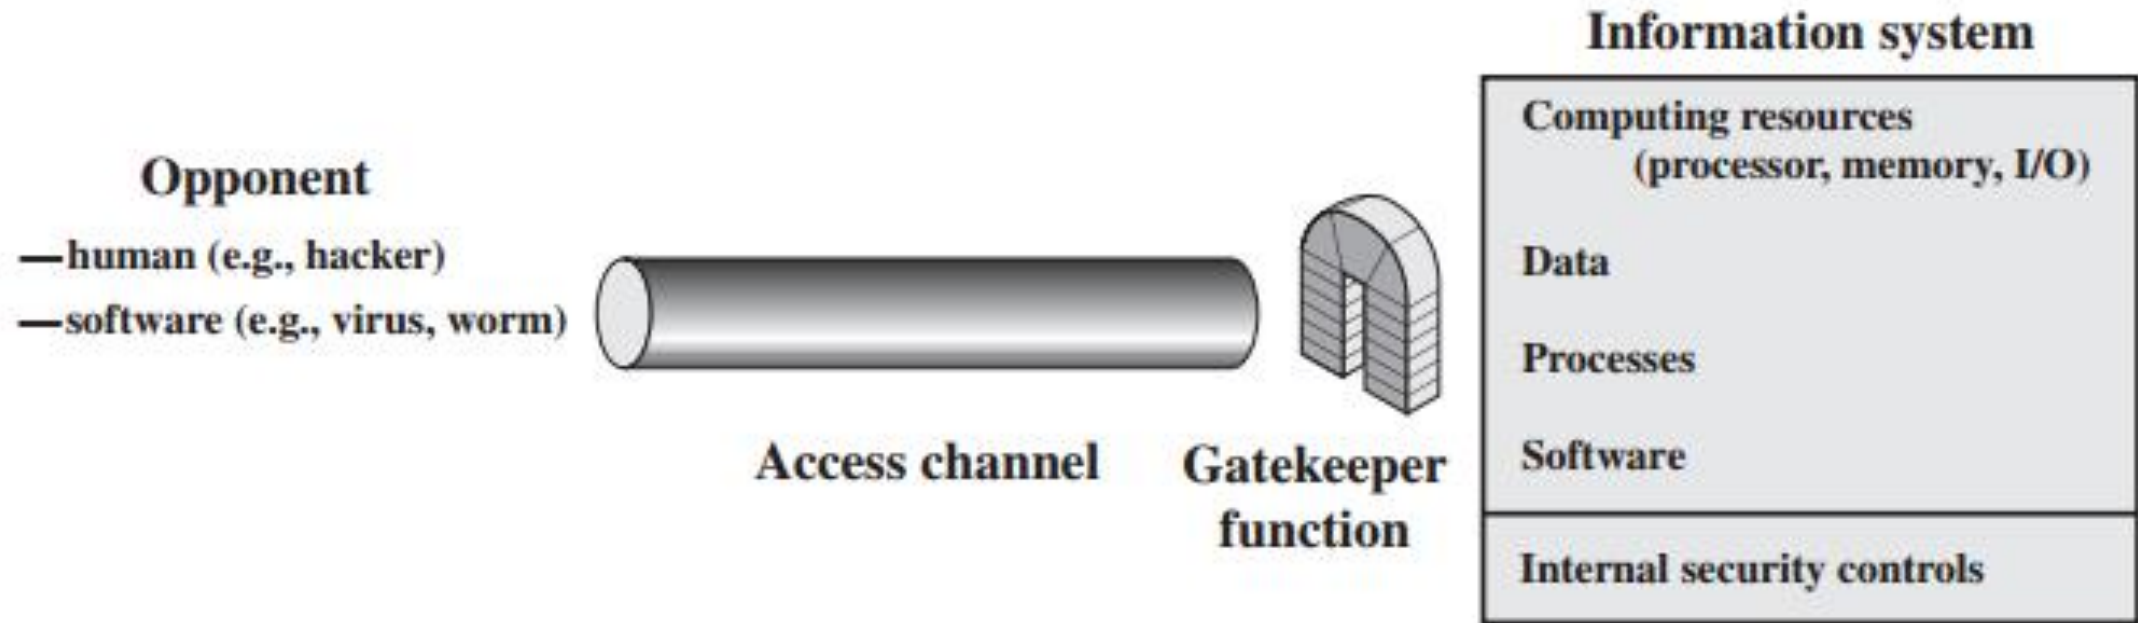 Opponent
—human (e.g., hacker)
—software (e.g., virus, worm)
Access channel
Gatekeeper
function
Information system
Computing resources
(processor, memory, I/O)
Data
Processes
Software
Internal security controls